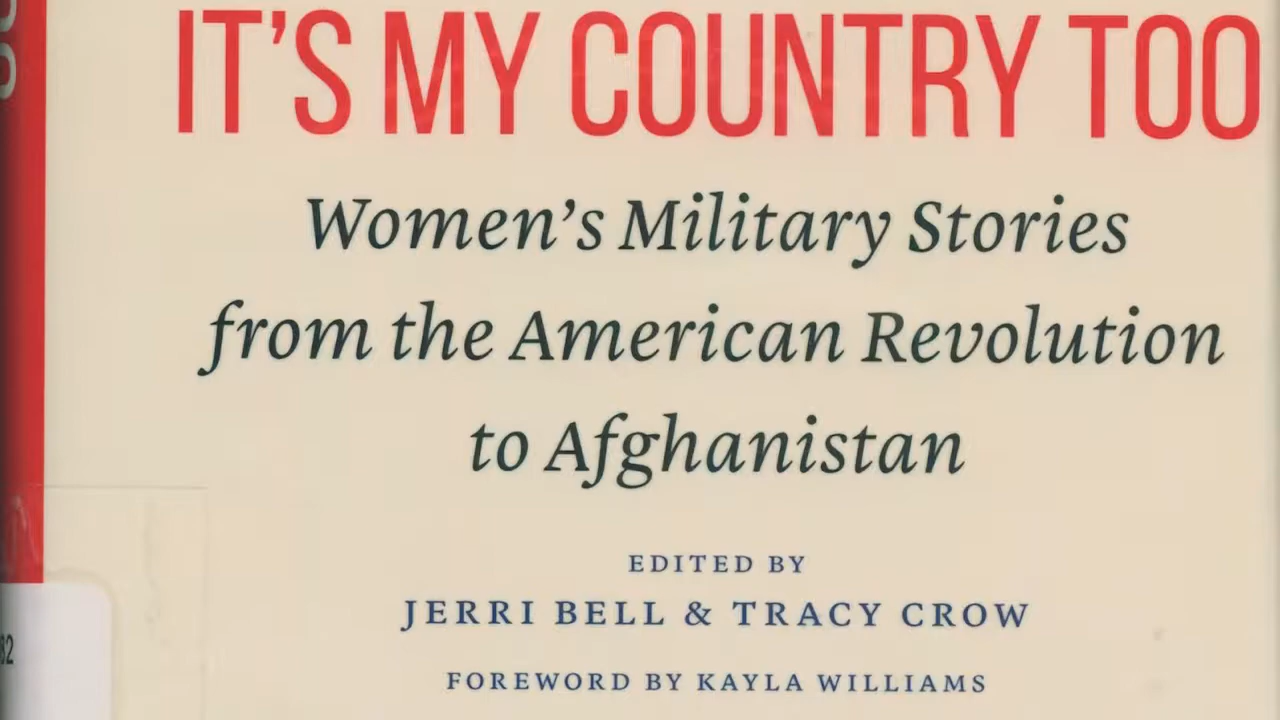 IT'S MY COUNTRY TOO
Women's Military Stories
from the American Revolution
to Afghanistan
EDITED BY
JERRI BELL & TRACY CROW
FOREWORD BY KAYLA WILLIAMS